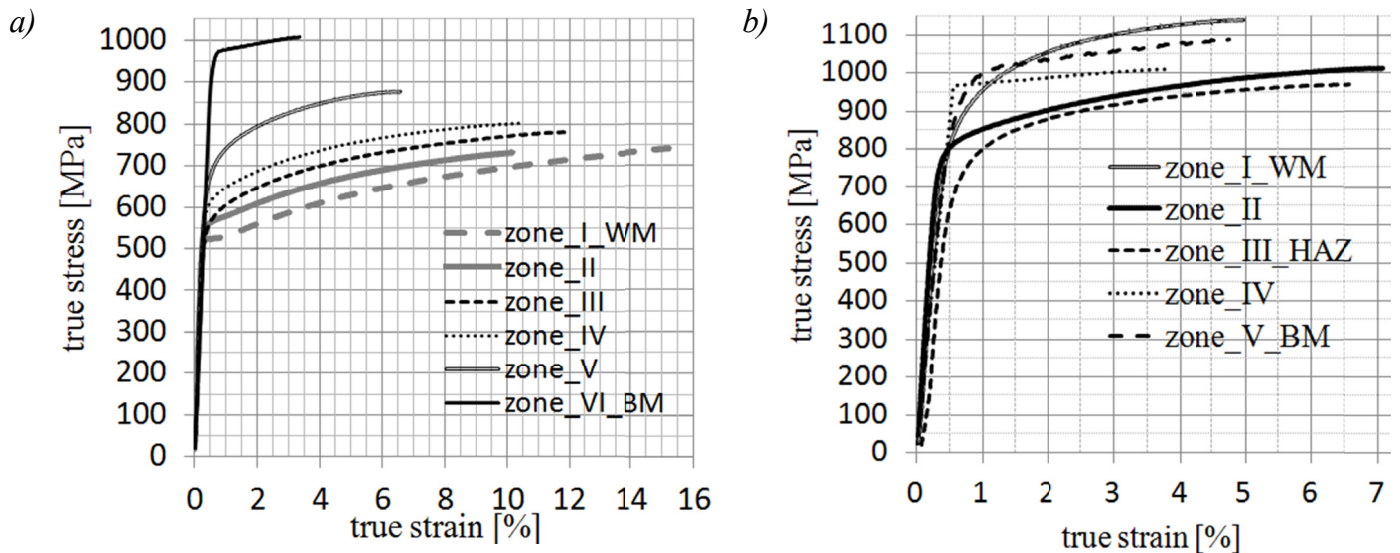 a)
true stress [MPa]
1000
900
800
700
600
500
400
300
200
100
0
zone_I_WM
zone_II
zone_III
zone_IV
zone_V
zone_VI_BM
0 2 4 6 8 10 12 14 16
true strain [%]
b)
true stress [MPa]
1100
1000
900
800
700
600
500
400
300
200
100
0
zone_I_WM
zone_II
zone_III_HAZ
zone_IV
zone_V_BM
0 1 2 3 4 5 6 7
true strain [%]